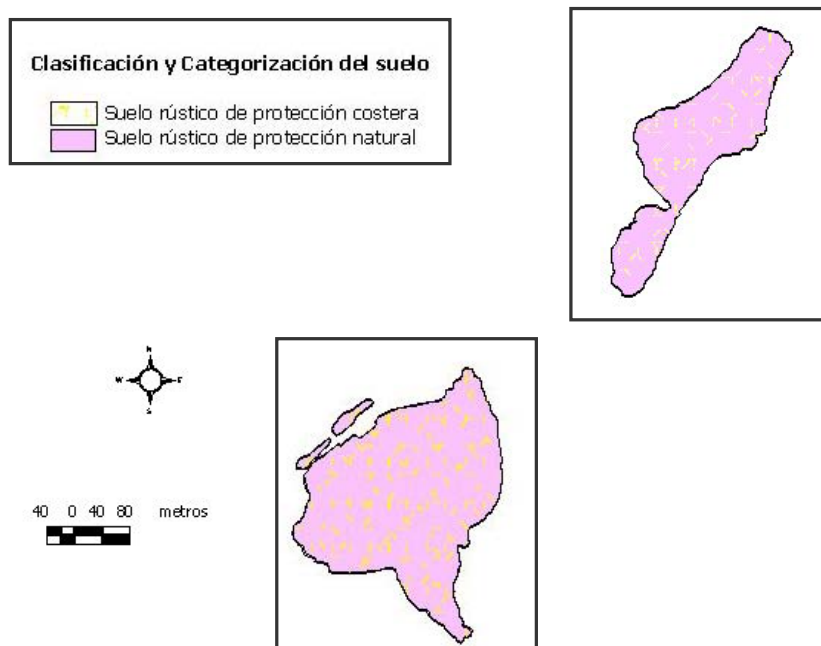 Clasificación y Categorización del suelo
Suelo rústico de protección costera
Suelo rústico de protección natural
N
W E
S
40 0 40 80 metros